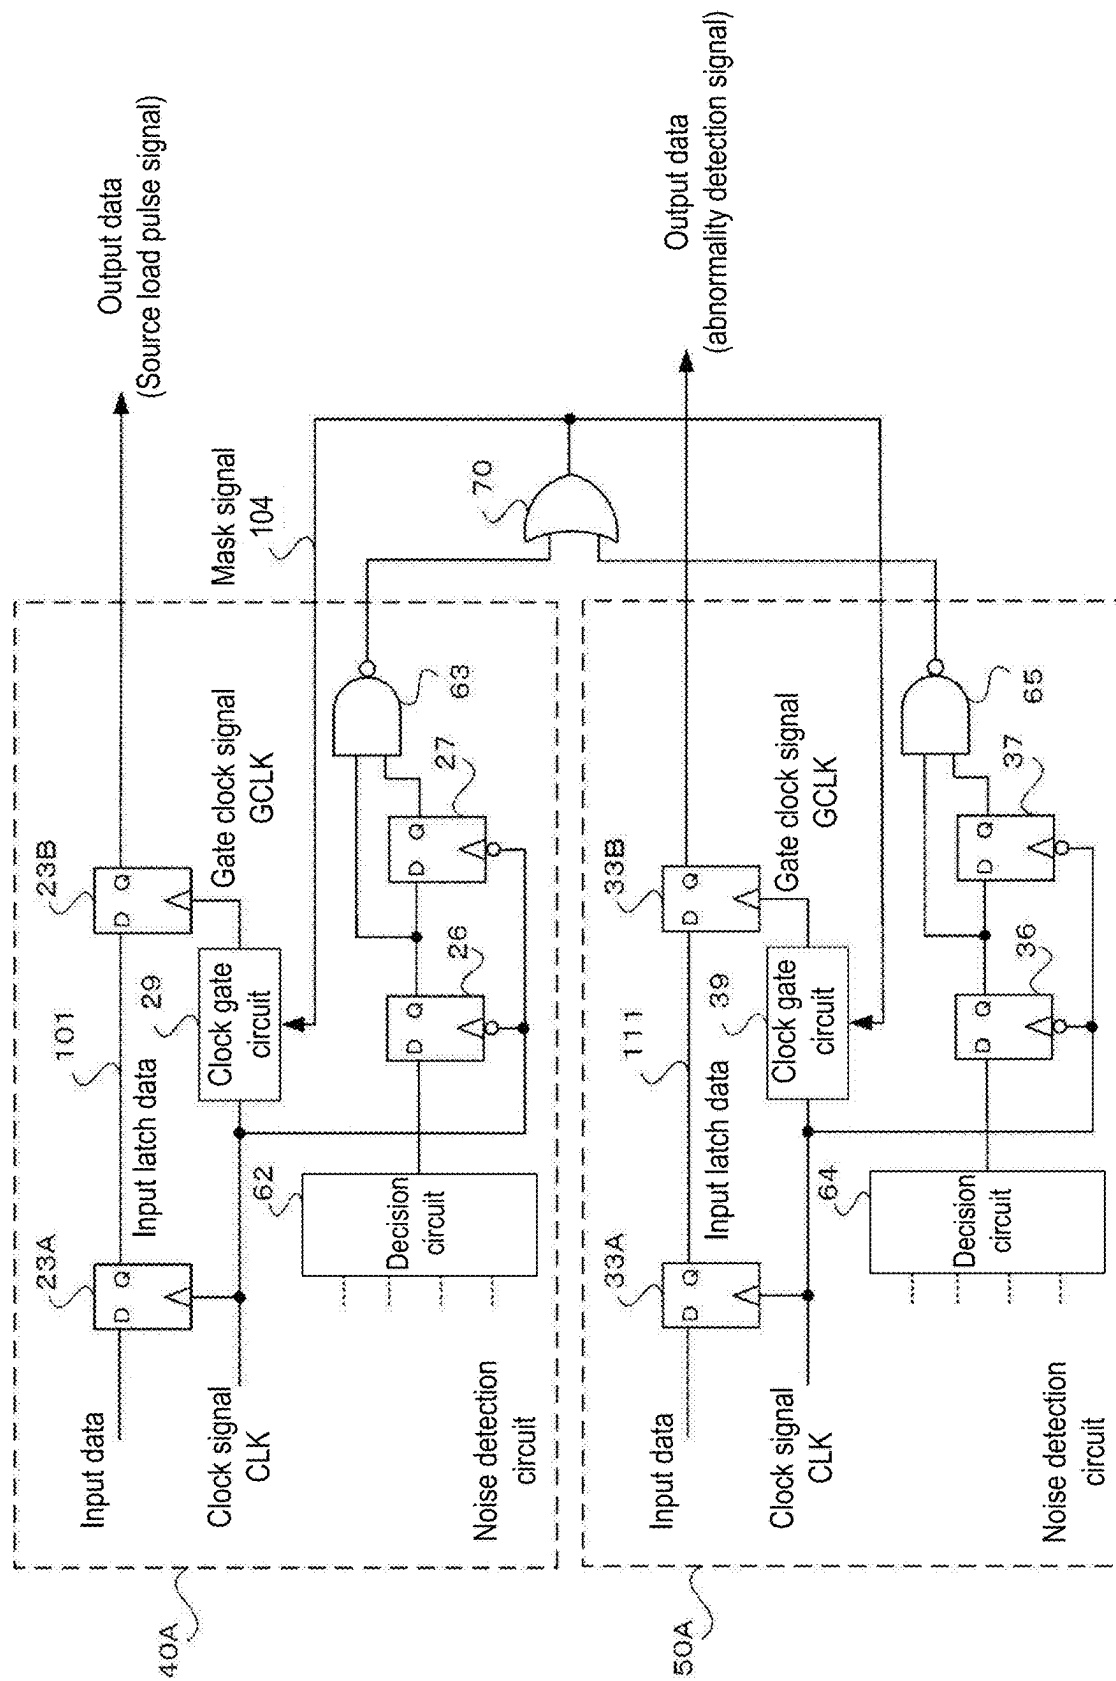 40A
Input data
23A
D Q
101
Input latch data
23B
D Q
Output data
(Source load pulse signal)
Clock signal
CLK
29
Clock gate
circuit
Gate clock signal
GCLK
Mask signal
104
62
Decision
circuit
26
D Q
27
D Q
63
Noise detection
circuit
70
50A
Input data
33A
D Q
111
Input latch data
33B
D Q
Output data
(abnormality detection signal)
Clock signal
CLK
39
Clock gate
circuit
Gate clock signal
GCLK
64
Decision
circuit
36
D Q
37
D Q
65
Noise detection
circuit